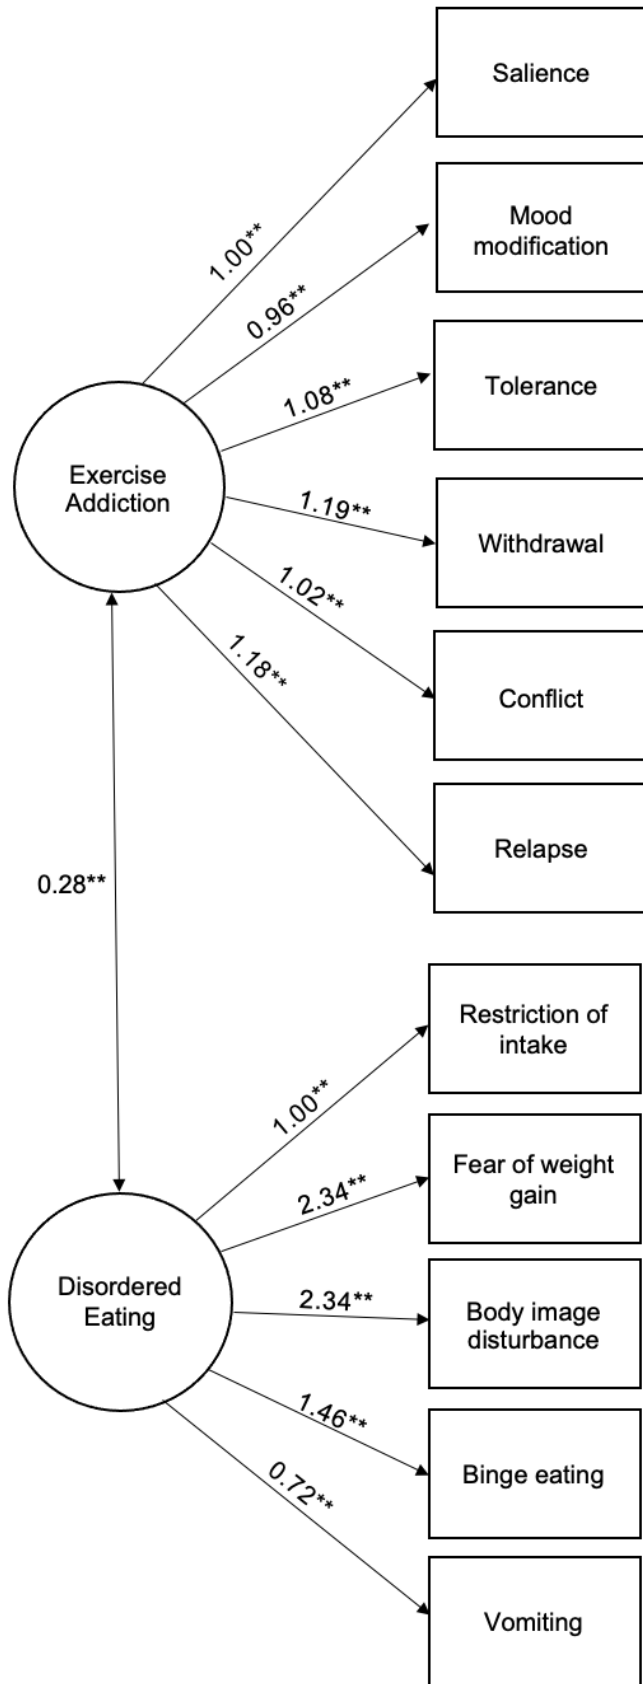 Salience
1.00**
Mood
modification
0.96**
Tolerance
1.08**
Exercise
Addiction
1.19**
Withdrawal
1.02**
Conflict
1.18**
Relapse
0.28**
Restriction of
intake
1.00**
Fear of weight
gain
2.34**
Disordered
Eating
2.34**
Body image
disturbance
1.46**
Binge eating
0.72**
Vomiting